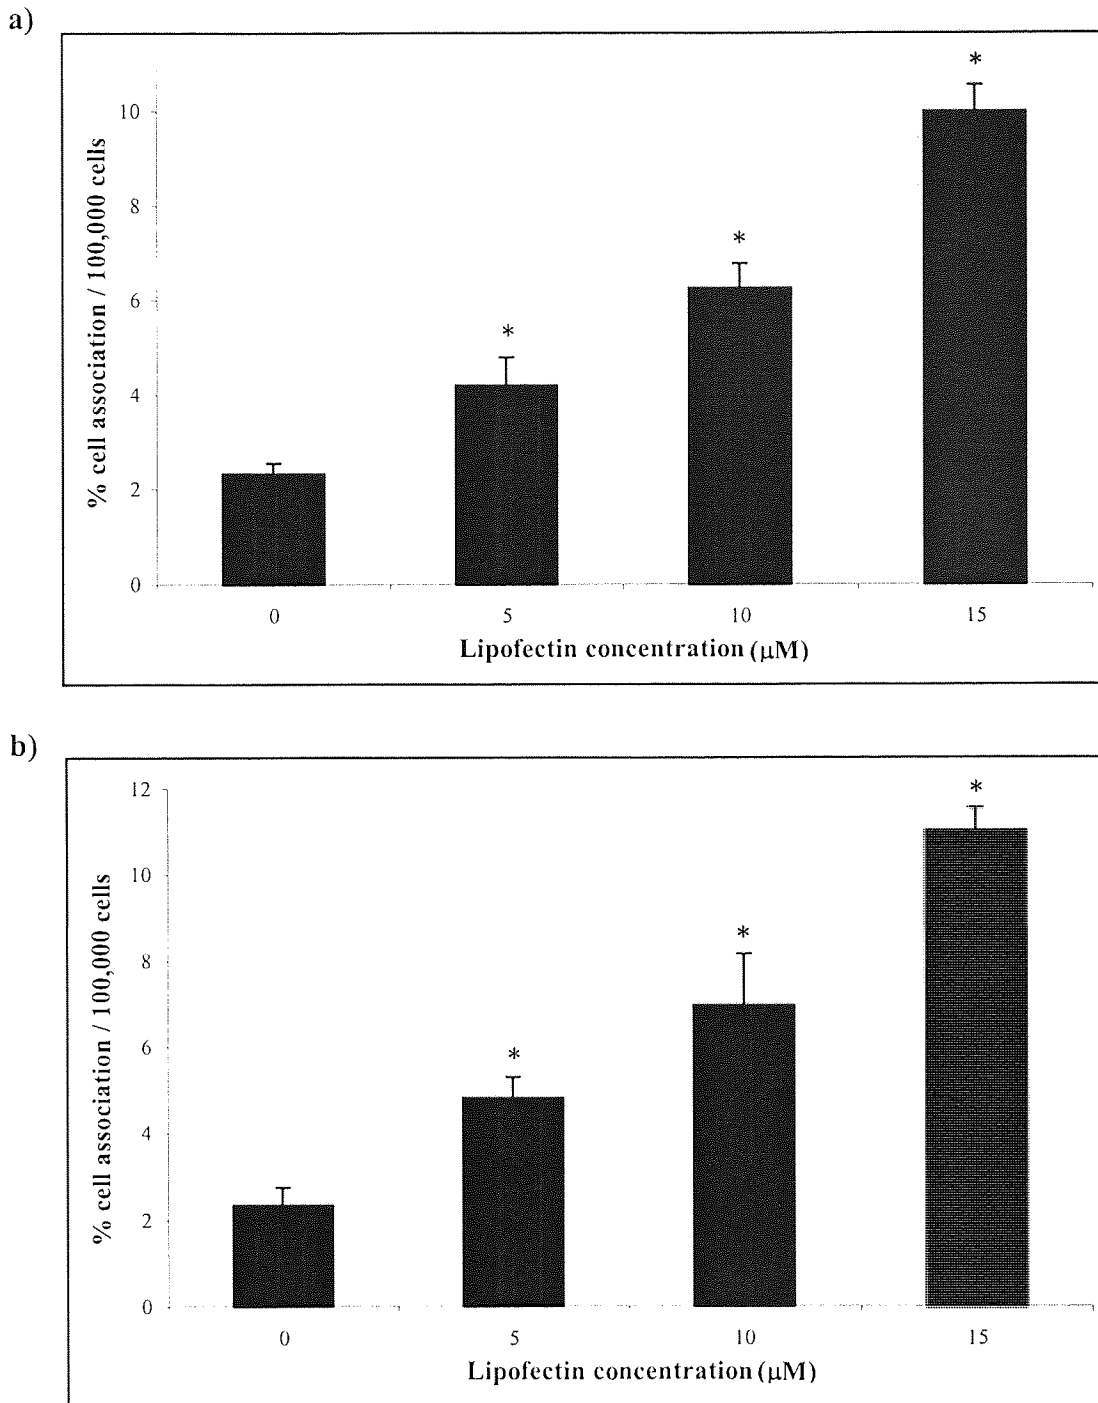 a)
*
10
8
*
6
*
4
2
0
0 5 10 15
% cell association / 100,000 cells
Lipofectin concentration (μM)
b)
12
*
10
8
*
6
*
4
2
0
0 5 10 15
% cell association / 100,000 cells
Lipofectin concentration (μM)